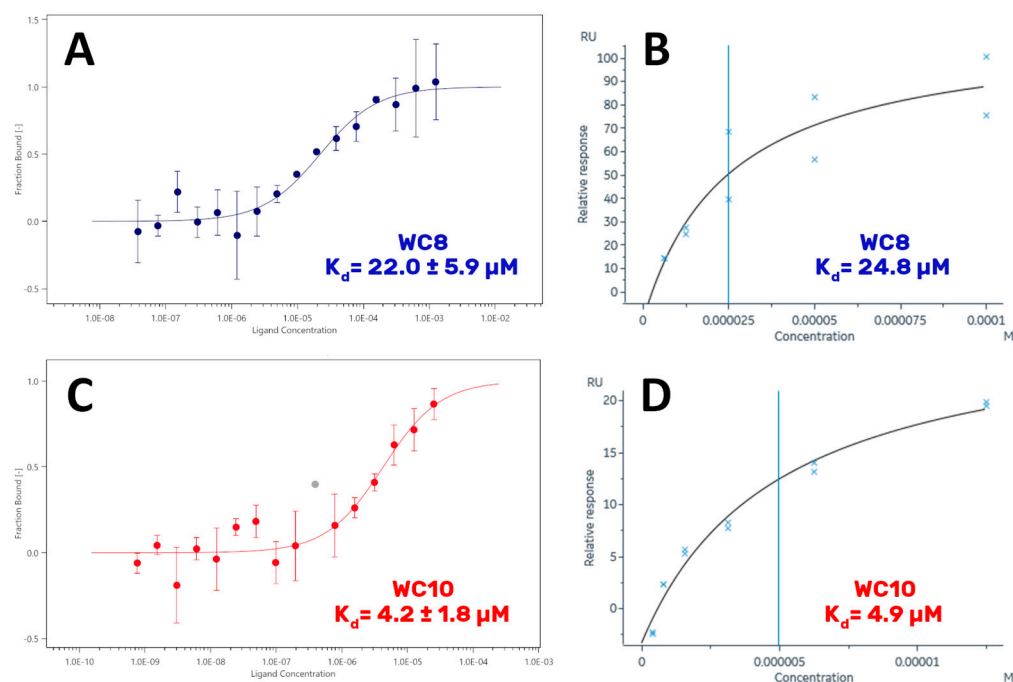 A
1.5
1.0
0.5
0.0
-0.5
Fraction Bound [-]
1.0E-08 1.0E-07 1.0E-06 1.0E-05 1.0E-04 1.0E-03 1.0E-02
Ligand Concentration
WC8
Kd= 22.0 ± 5.9 µM
B
RU
100
90
80
70
60
50
40
30
20
10
0
Relative response
0 0.000025 0.00005 0.000075 0.0001
Concentration M
WC8
Kd = 24.8 µM
C
1.0
0.5
0.0
-0.5
Fraction Bound [-]
1.0E-10 1.0E-09 1.0E-08 1.0E-07 1.0E-06 1.0E-05 1.0E-04 1.0E-03
Ligand Concentration
WC10
Kd= 4.2 ± 1.8 µM
D
RU
20
15
10
5
0
Relative response
0 0.000005 0.00001
Concentration M
WC10
Kd = 4.9 µM